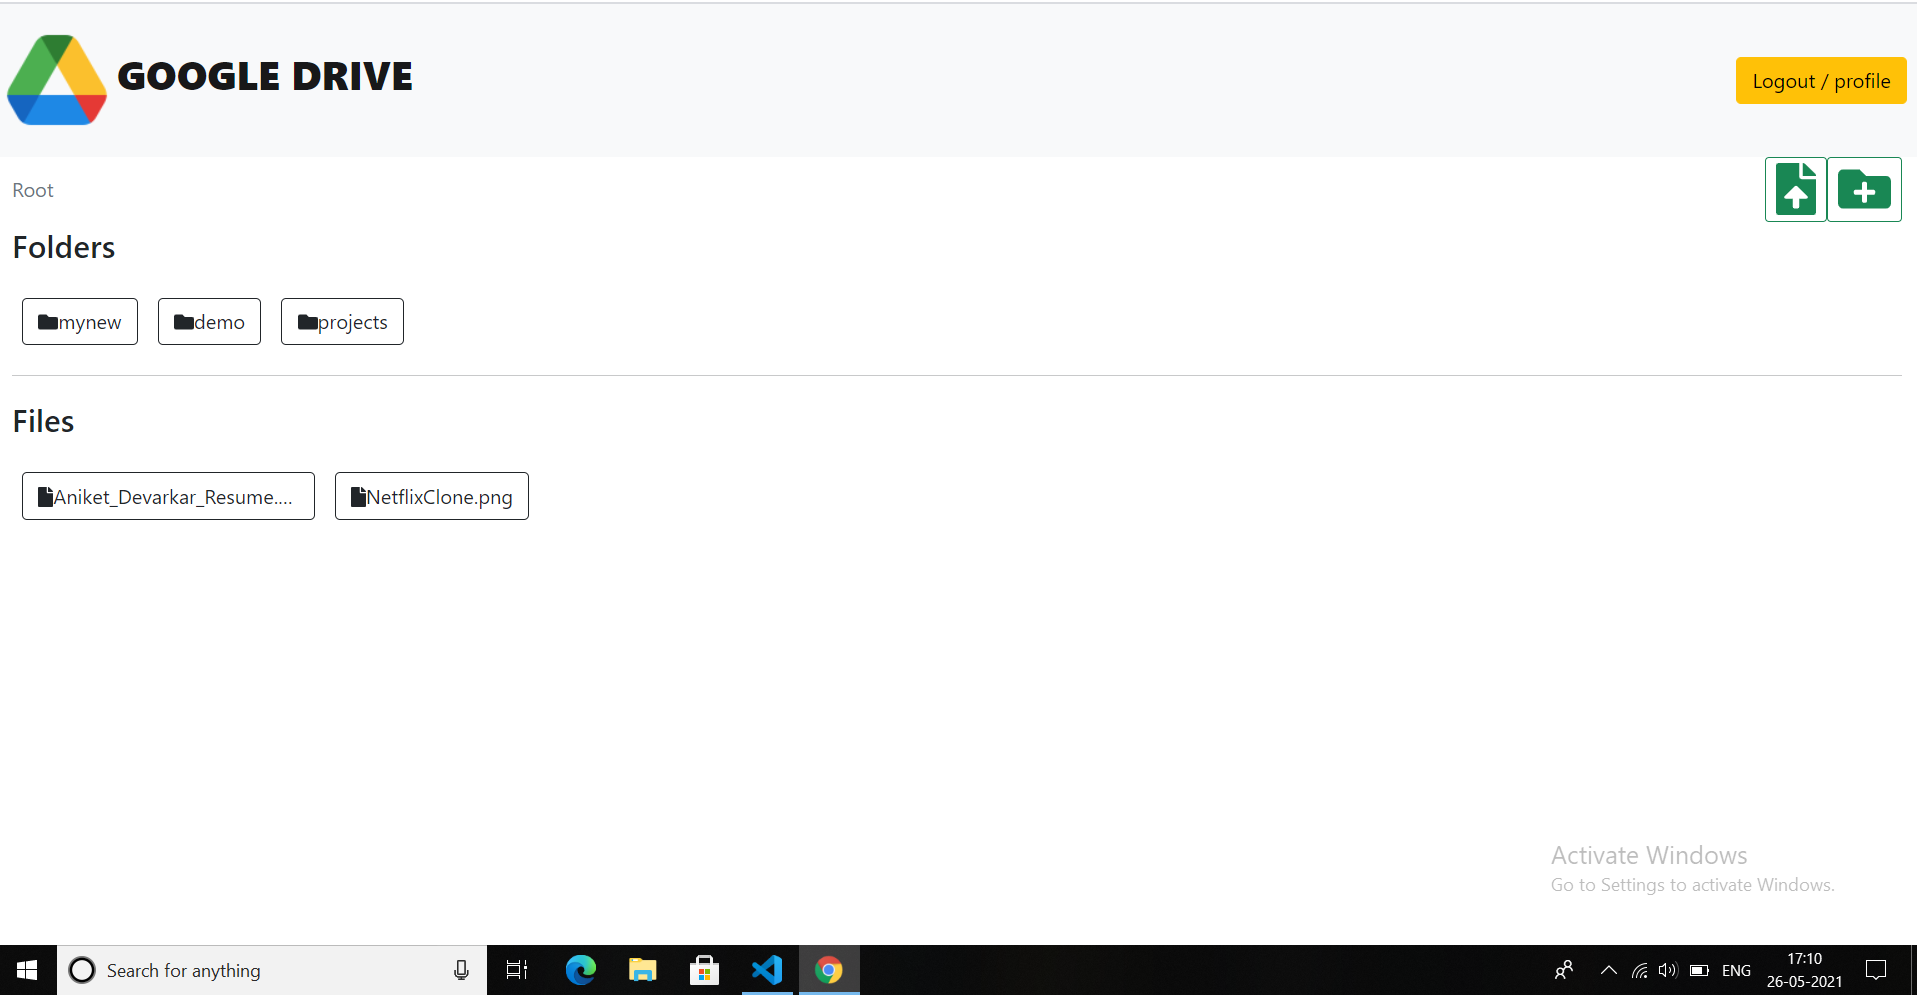 GOOGLE DRIVE
Logout / profile
Root
Folders
mynew
demo
projects
Files
Aniket_Devarkar_Resume....
NetflixClone.png
Activate Windows
Go to Settings to activate Windows.
Search for anything
ENG
17:10
26-05-2021